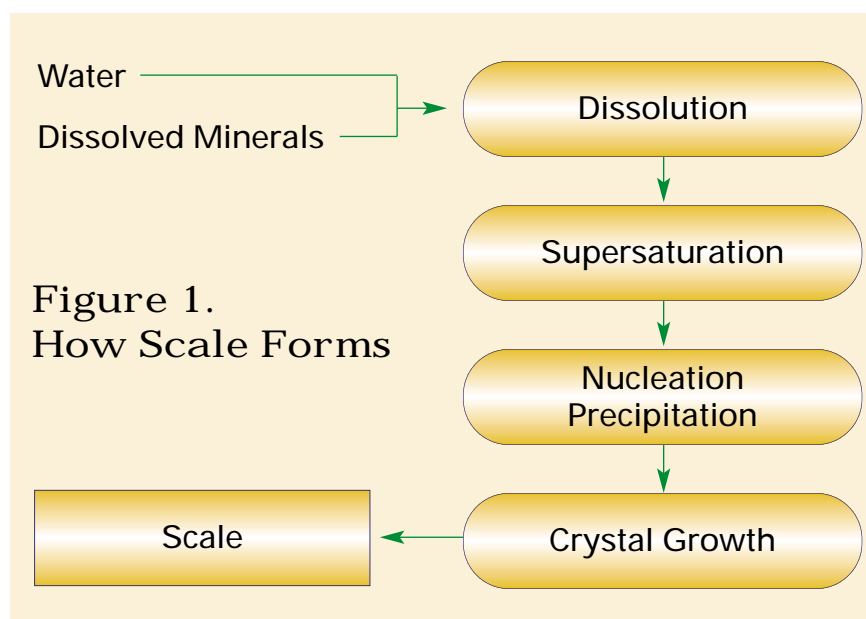 Water
Dissolved Minerals
Dissolution
Supersaturation
Figure 1.
How Scale Forms
Nucleation
Precipitation
Crystal Growth
Scale